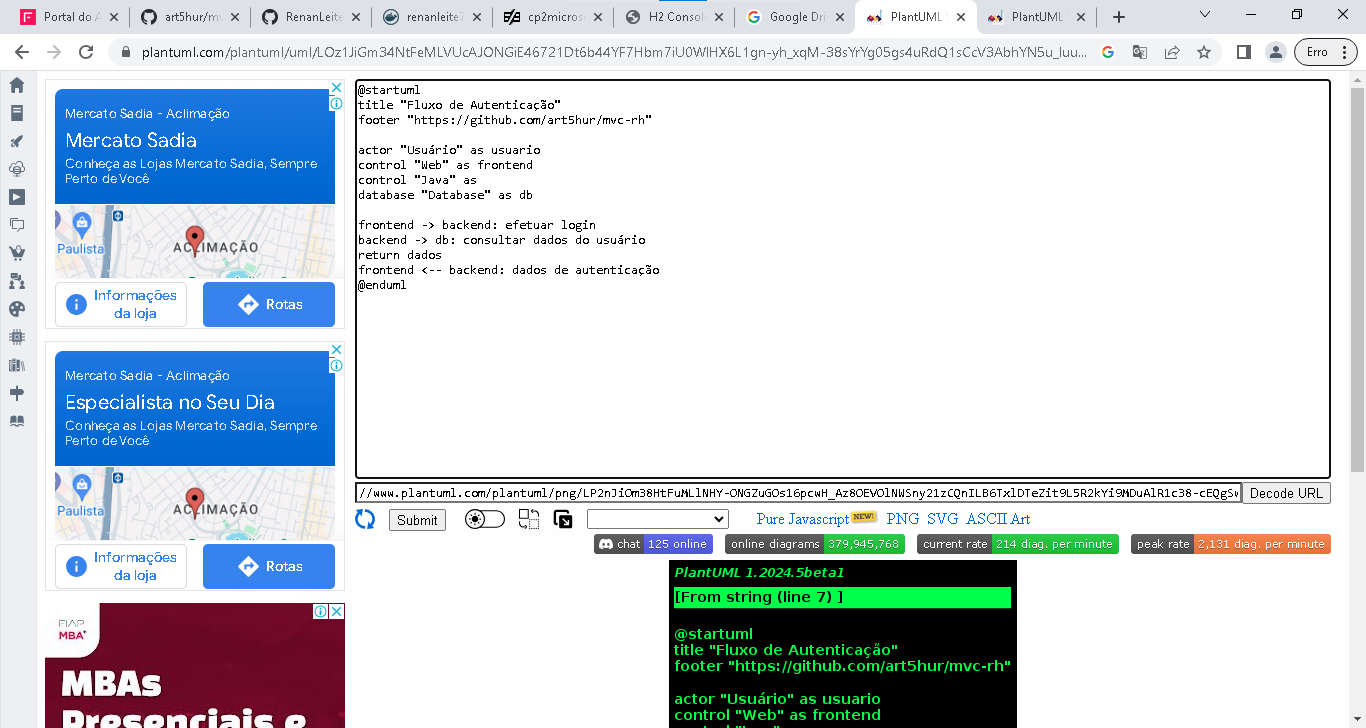 Portal do A
art5hur/mv
RenanLeite
renanleite7
cp2micros
H2 Consol
Google Dri
PlantUML
PlantUML
plantuml.com/plantuml/uml/
Erro
Mercato Sadia - Aclimação
Mercato Sadia
Conheça as Lojas Mercato Sadia, Sempre
Perto de Você
Paulista
ACLIMAÇÃO
Informações
da loja
Rotas
Mercato Sadia - Aclimação
Especialista no Seu Dia
Conheça as Lojas Mercato Sadia, Sempre
Perto de Você
Paulista
ACLIMAÇÃO
Informações
da loja
Rotas
FIAP
MBA+
MBAs
Presenciais e
@startuml
title "Fluxo de Autenticação"
footer "https://github.com/art5hur/mvc-rh"
actor "Usuário" as usuario
control "Web" as frontend
control "Java" as
database "Database" as db
frontend -> backend: efetuar login
backend -> db: consultar dados do usuário
return dados
frontend <-- backend: dados de autenticação
@enduml
//www.plantuml.com/plantuml/png/
Decode URL
Submit
Pure Javascript NEW! PNG SVG ASCII Art
chat 125 online
online diagrams 379,945,768
current rate 214 diag. per minute
peak rate 2,131 diag. per minute
PlantUML 1.2024.5beta1
[From string (line 7) ]
@startuml
title "Fluxo de Autenticação"
footer "https://github.com/art5hur/mvc-rh"
actor "Usuário" as usuario
control "Web" as frontend